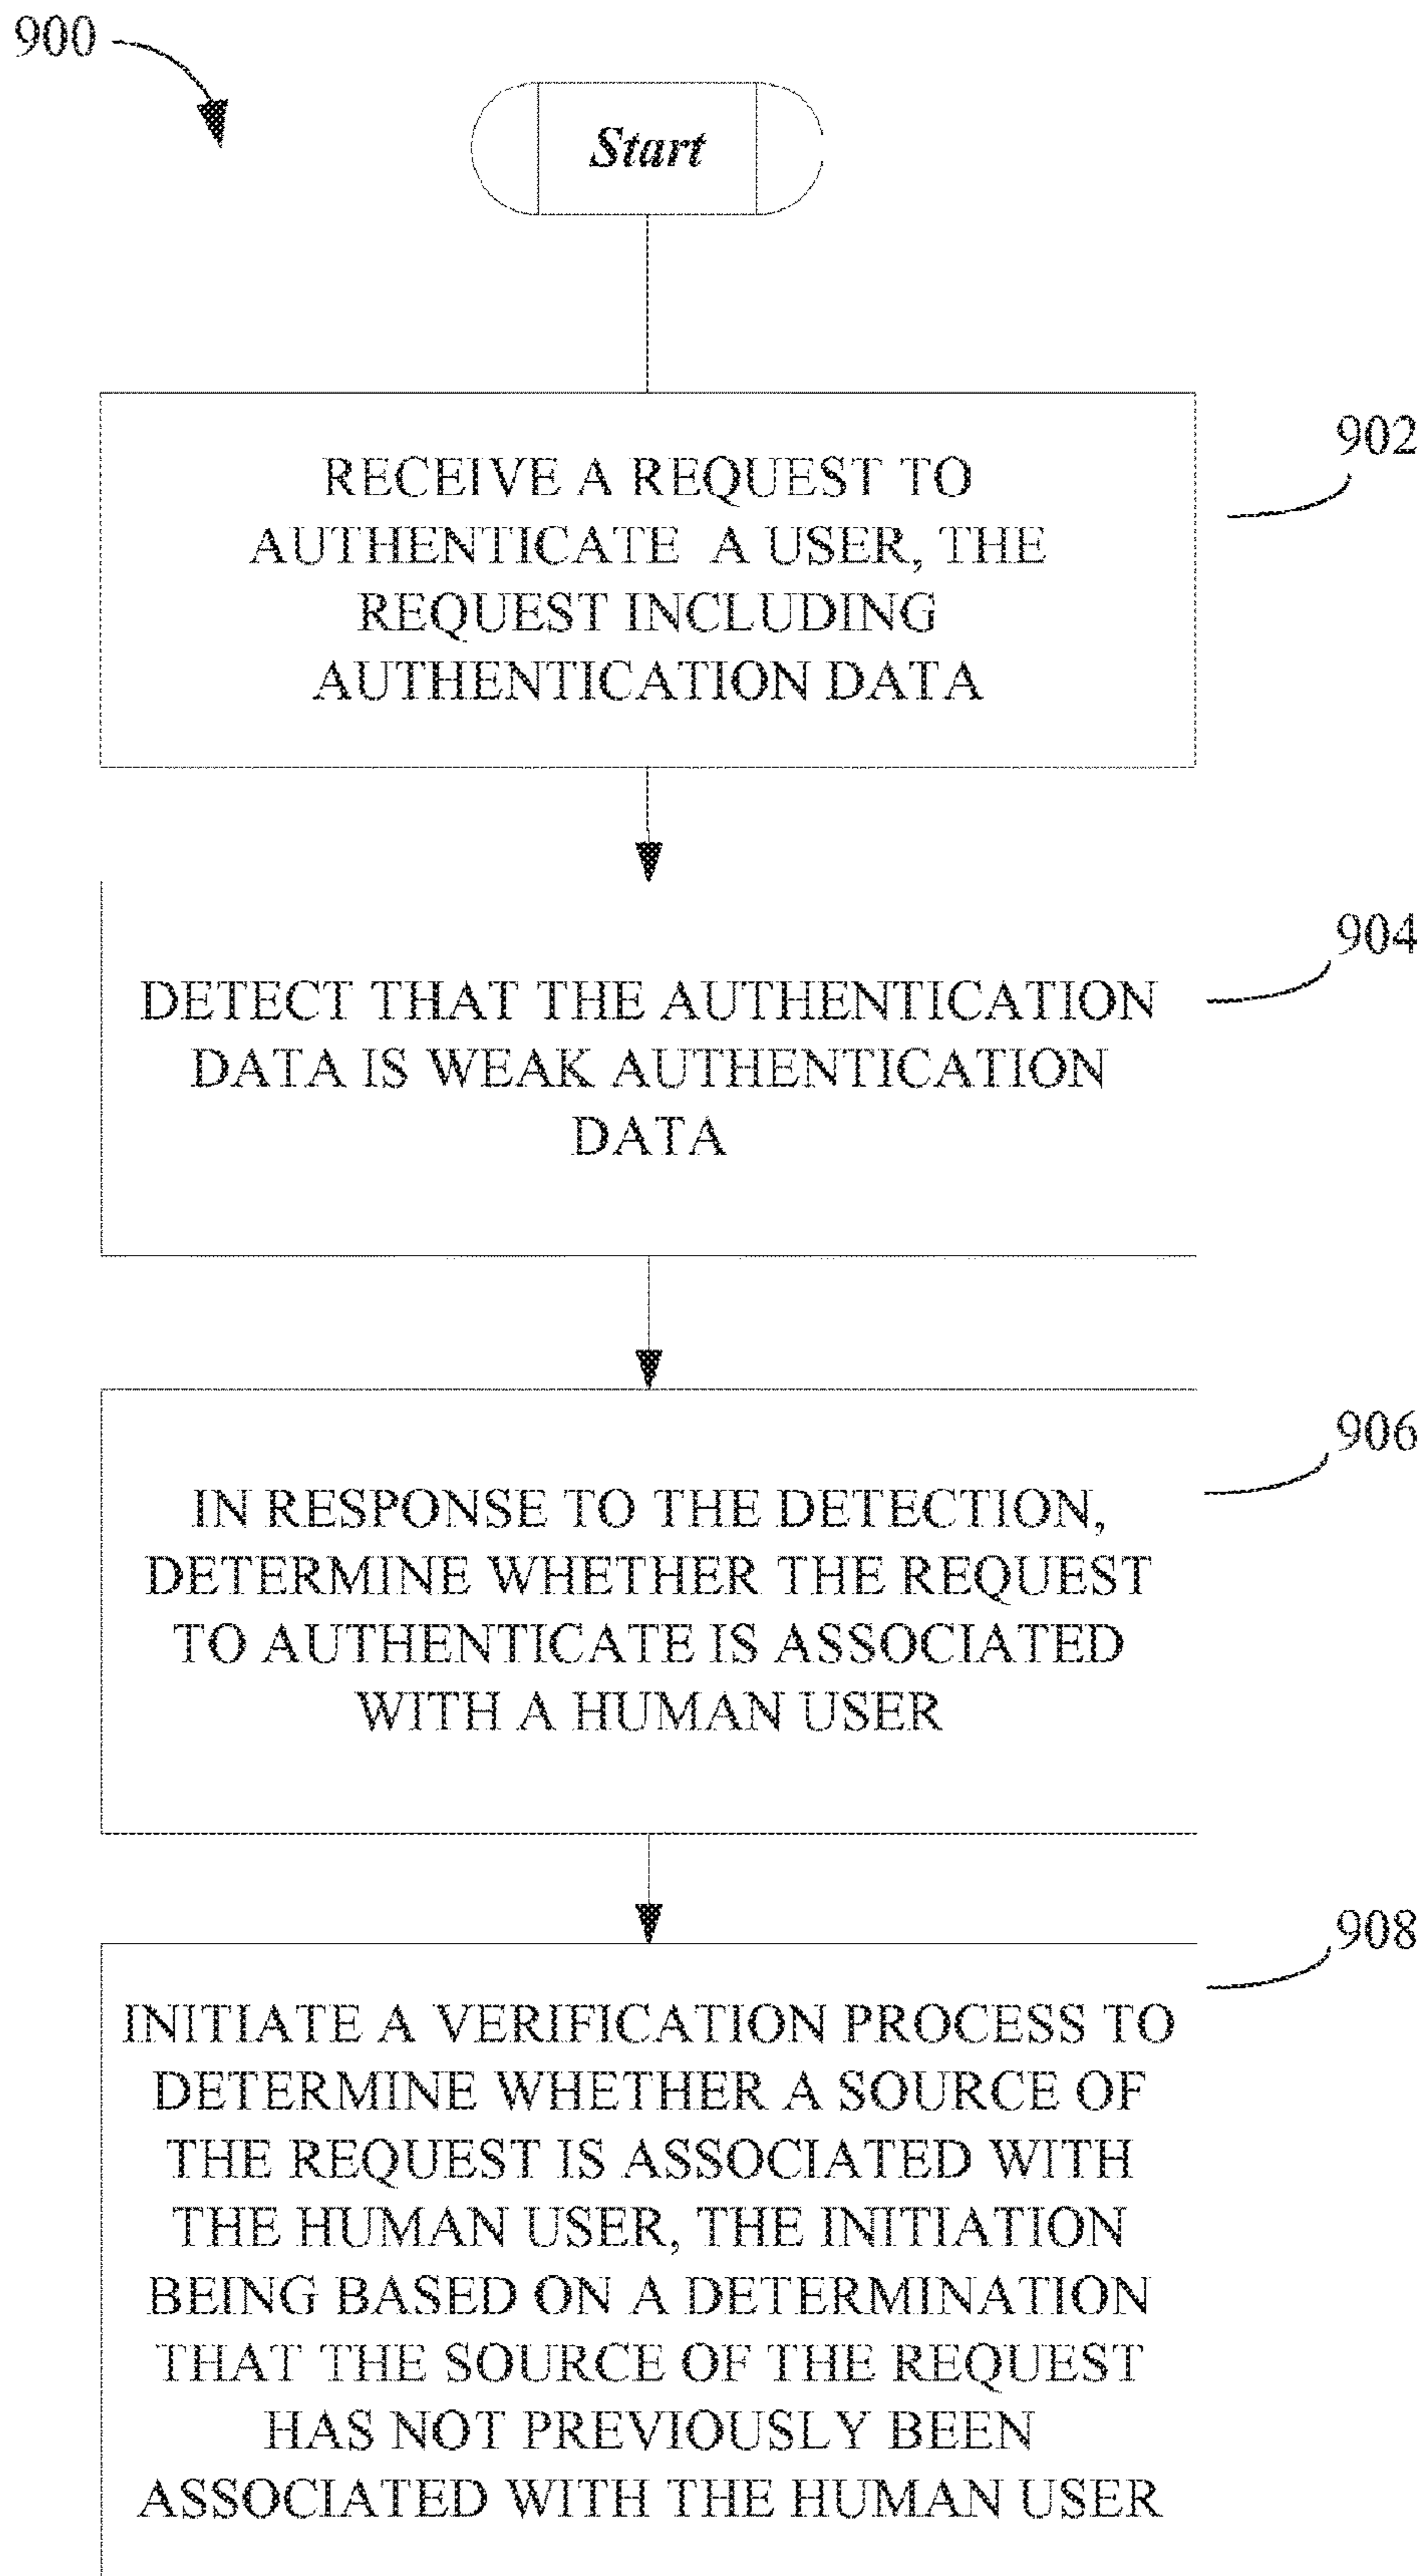 900
Start
902
RECEIVE A REQUEST TO
AUTHENTICATE A USER, THE
REQUEST INCLUDING
AUTHENTICATION DATA
904
DETECT THAT THE AUTHENTICATION
DATA IS WEAK AUTHENTICATION
DATA
906
IN RESPONSE TO THE DETECTION,
DETERMINE WHETHER THE REQUEST
TO AUTHENTICATE IS ASSOCIATED
WITH A HUMAN USER
908
INITIATE A VERIFICATION PROCESS TO
DETERMINE WHETHER A SOURCE OF
THE REQUEST IS ASSOCIATED WITH
THE HUMAN USER, THE INITIATION
BEING BASED ON A DETERMINATION
THAT THE SOURCE OF THE REQUEST
HAS NOT PREVIOUSLY BEEN
ASSOCIATED WITH THE HUMAN USER